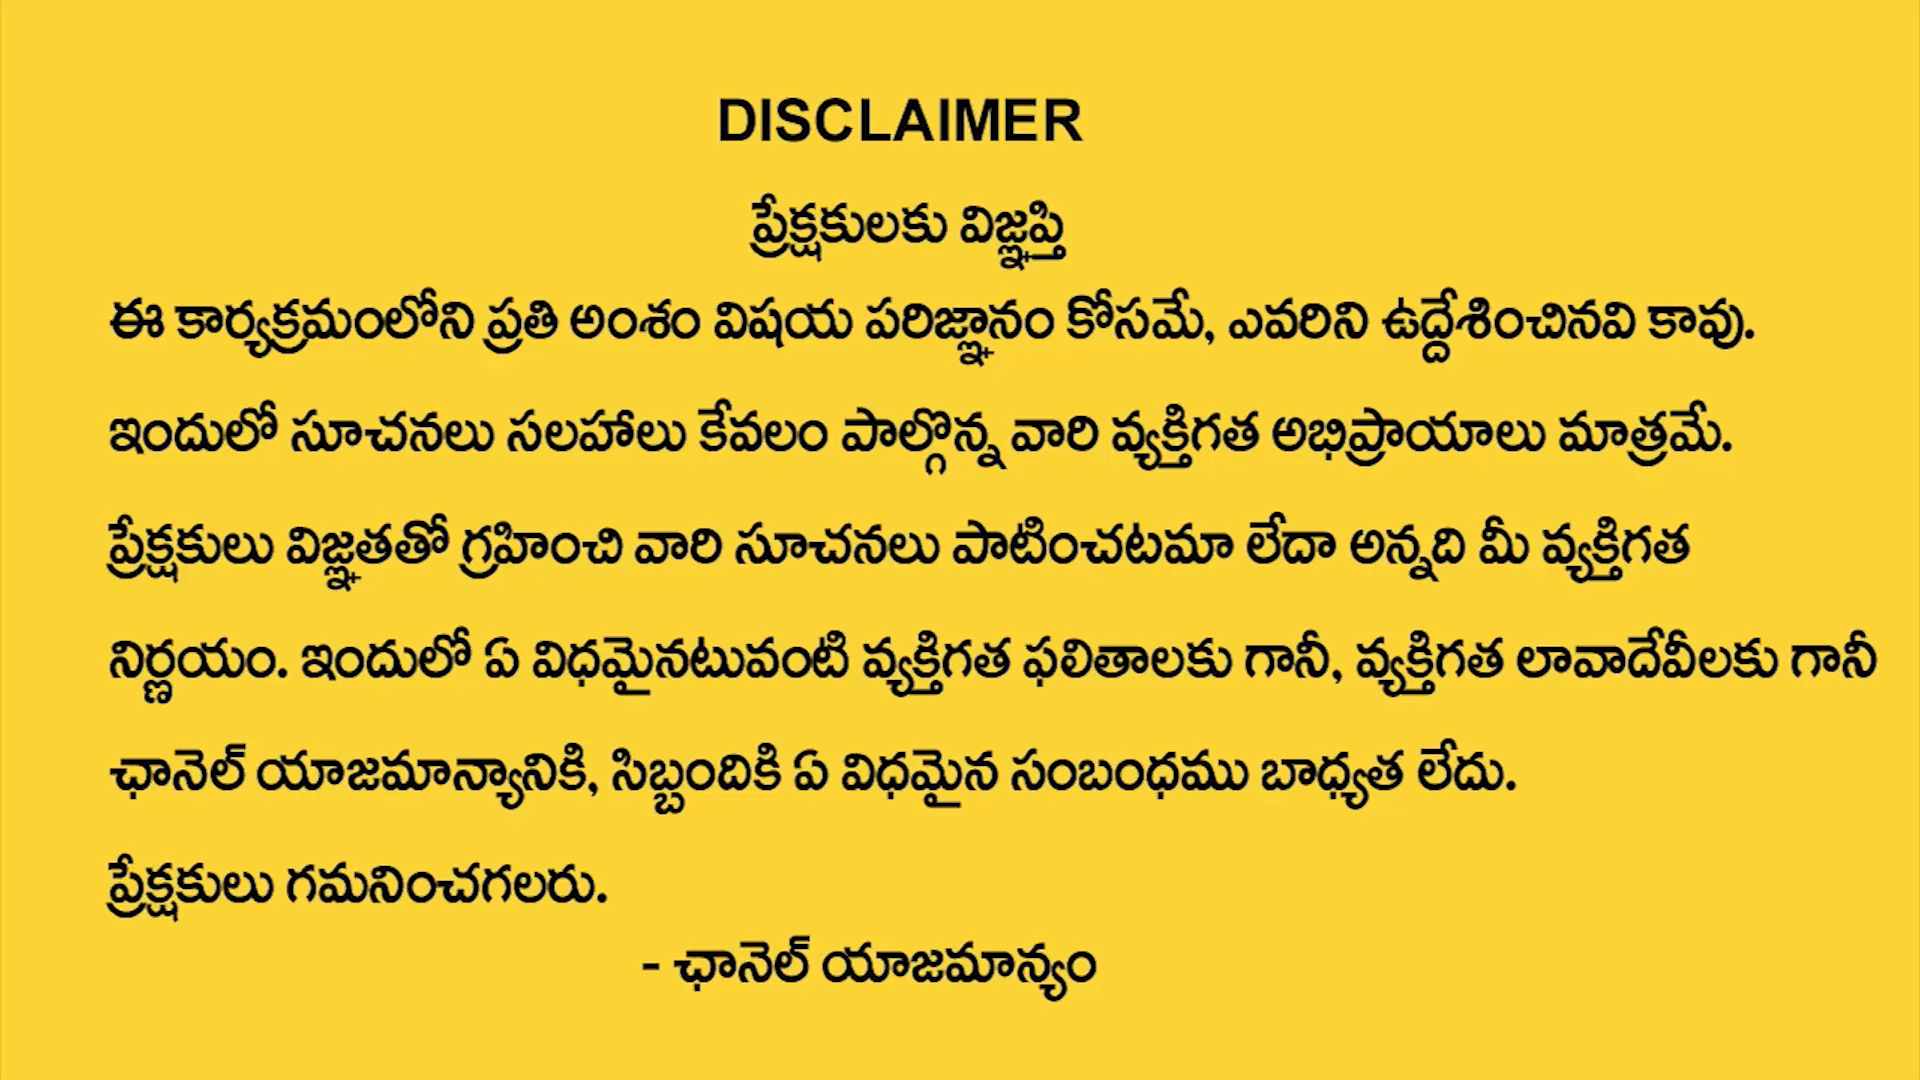 DISCLAIMER
ప్రేక్షకులకు విజ్ఞప్తి
ఈ కార్యక్రమంలోని ప్రతి అంశం విషయ పరిజ్ఞానం కోసమే, ఎవరిని ఉద్దేశించినవి కావు.
ఇందులో సూచనలు సలహాలు కేవలం పాల్గొన్న వారి వ్యక్తిగత అభిప్రాయాలు మాత్రమే.
ప్రేక్షకులు విజ్ఞతతో గ్రహించి వారి సూచనలు పాటించటమా లేదా అన్నది మీ వ్యక్తిగత
నిర్ణయం. ఇందులో ఏ విధమైనటువంటి వ్యక్తిగత ఫలితాలకు గానీ, వ్యక్తిగత లావాదేవీలకు గానీ
ఛానెల్ యాజమాన్యానికి, సిబ్బందికి ఏ విధమైన సంబంధము బాధ్యత లేదు.
ప్రేక్షకులు గమనించగలరు.
- ఛానెల్ యాజమాన్యం